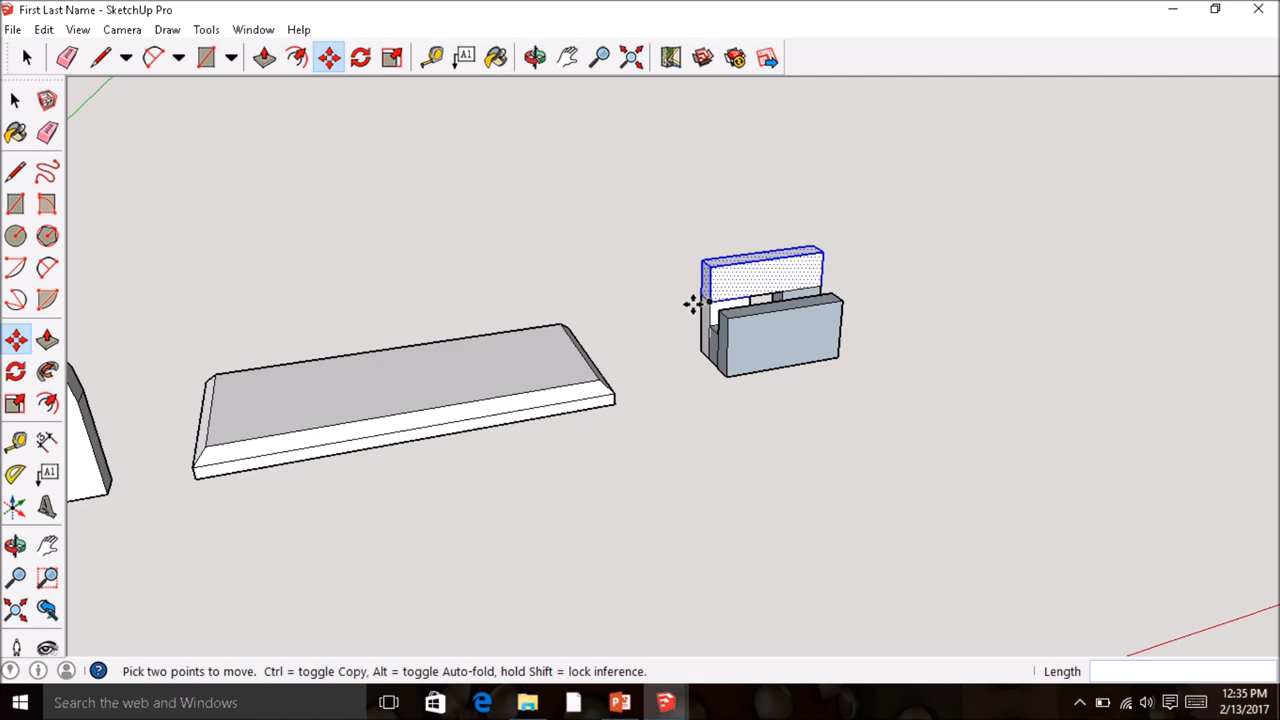 First Last Name - SketchUp Pro
File Edit View Camera Draw Tools Window Help
A1
A1
Pick two points to move. Ctrl = toggle Copy, Alt = toggle Auto-fold, hold Shift = lock inference.
Length
Search the web and Windows
12:35 PM
2/13/2017